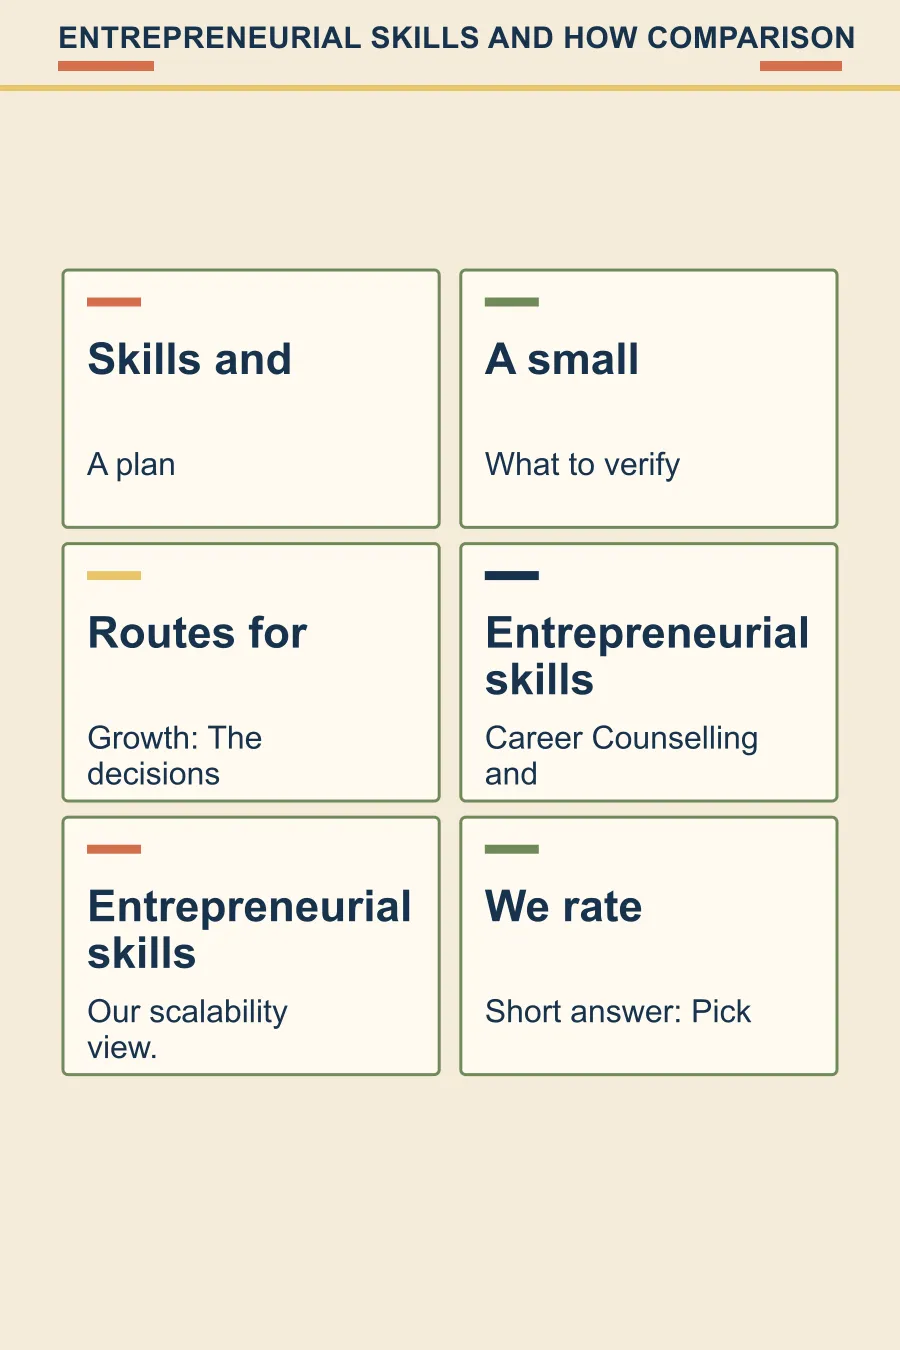 ENTREPRENEURIAL SKILLS AND HOW COMPARISON
Skills and
A plan
A small
What to verify
Routes for
Growth: The
decisions
Entrepreneurial
skills
Career Counselling
and
Entrepreneurial
skills
Our scalability
view.
We rate
Short answer: Pick